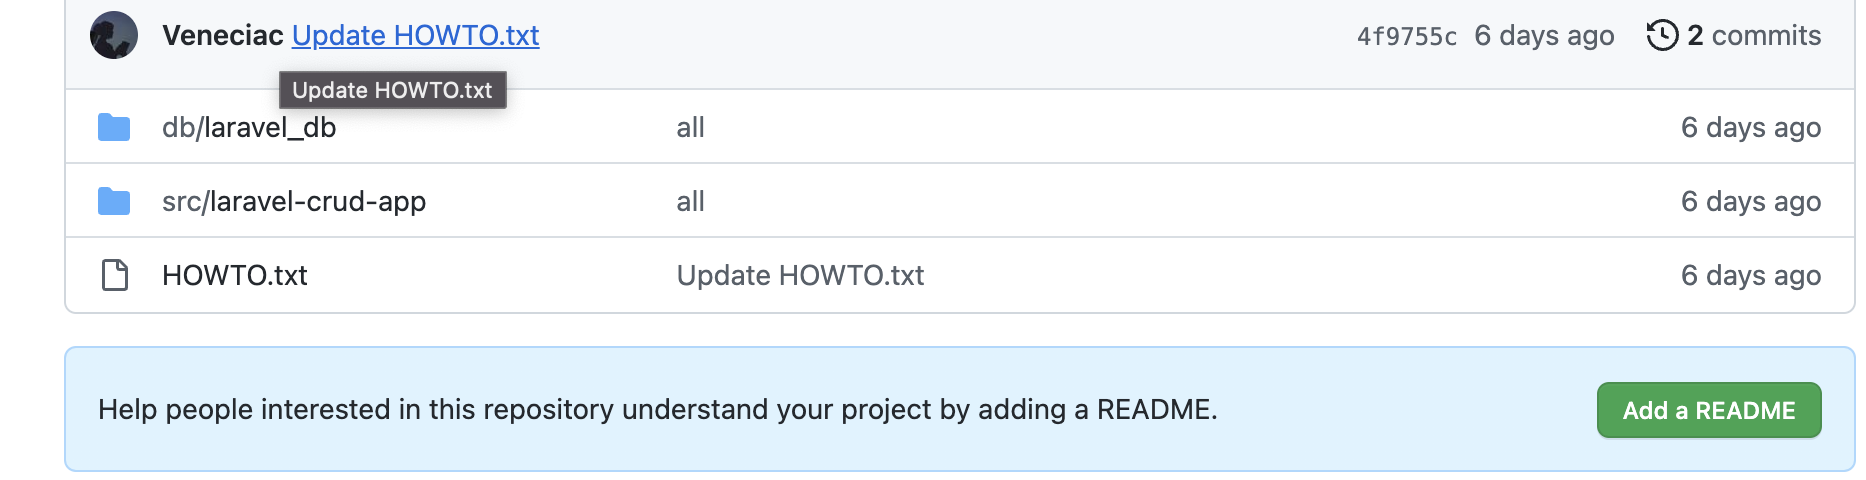 Veneciac Update HOWTO.txt 4f9755c 6 days ago 2 commits
Update HOWTO.txt
db/laravel_db all 6 days ago
src/laravel-crud-app all 6 days ago
HOWTO.txt Update HOWTO.txt 6 days ago
Help people interested in this repository understand your project by adding a README. Add a README